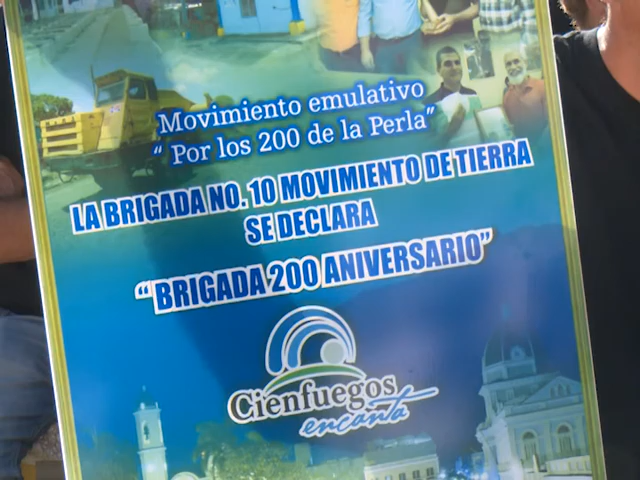 Movimiento emulativo
“ Por los 200 de la Perla”
LA BRIGADA NO. 10 MOVIMIENTO DE TIERRA
SE DECLARA
“BRIGADA 200 ANIVERSARIO”
Cienfuegos
encanta